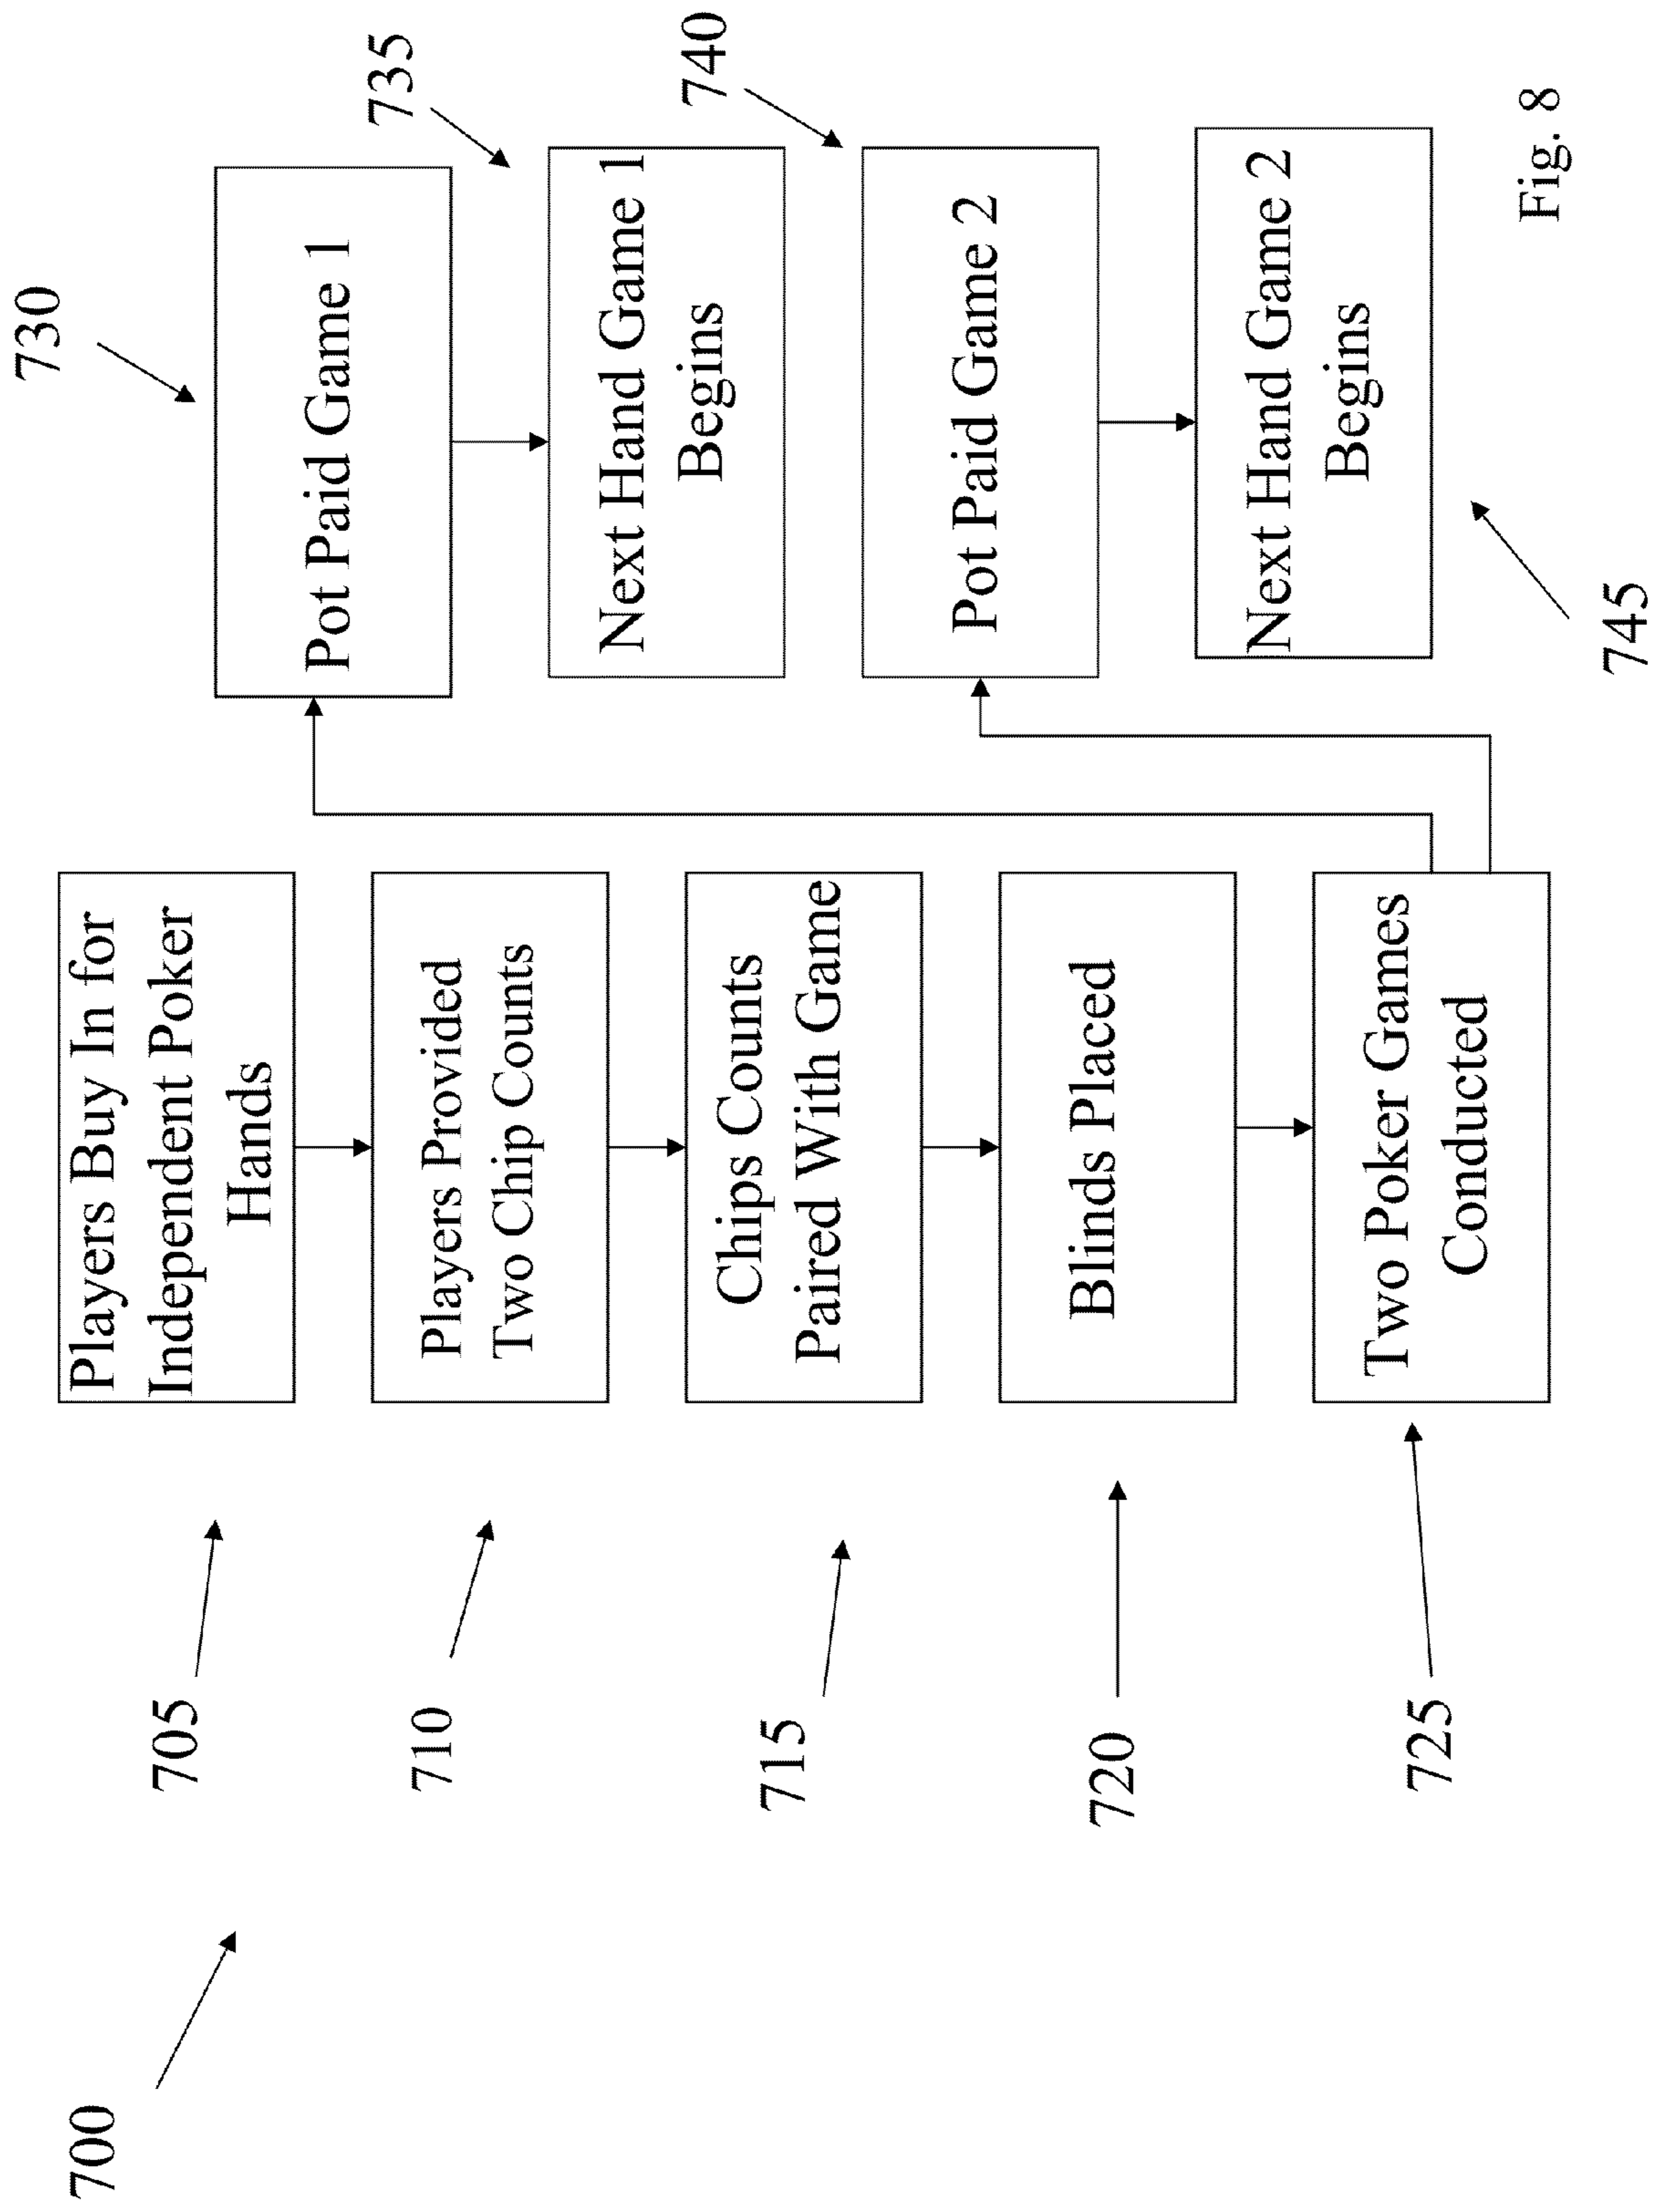 700
705
Players Buy In for
Independent Poker
Hands
710
Players Provided
Two Chip Counts
715
Chips Counts
Paired With Game
720
Blinds Placed
725
Two Poker Games
Conducted
730
Pot Paid Game 1
735
Next Hand Game 1
Begins
740
Pot Paid Game 2
745
Next Hand Game 2
Begins
Fig. 8